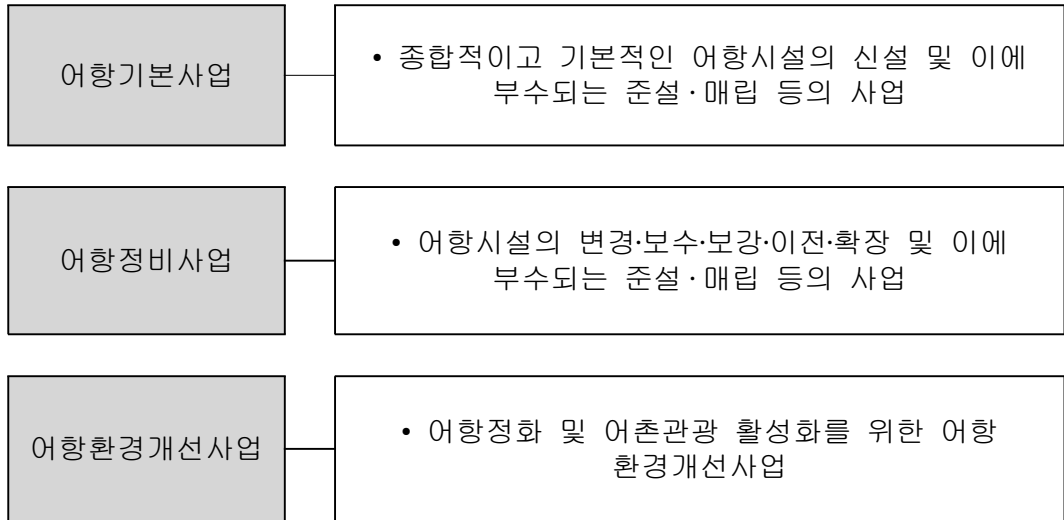 어항기본사업
• 종합적이고 기본적인 어항시설의 신설 및 이에
부수되는 준설·매립 등의 사업
어항정비사업
• 어항시설의 변경·보수·보강·이전·확장 및 이에
부수되는 준설·매립 등의 사업
어항환경개선사업
• 어항정화 및 어촌관광 활성화를 위한 어항
환경개선사업